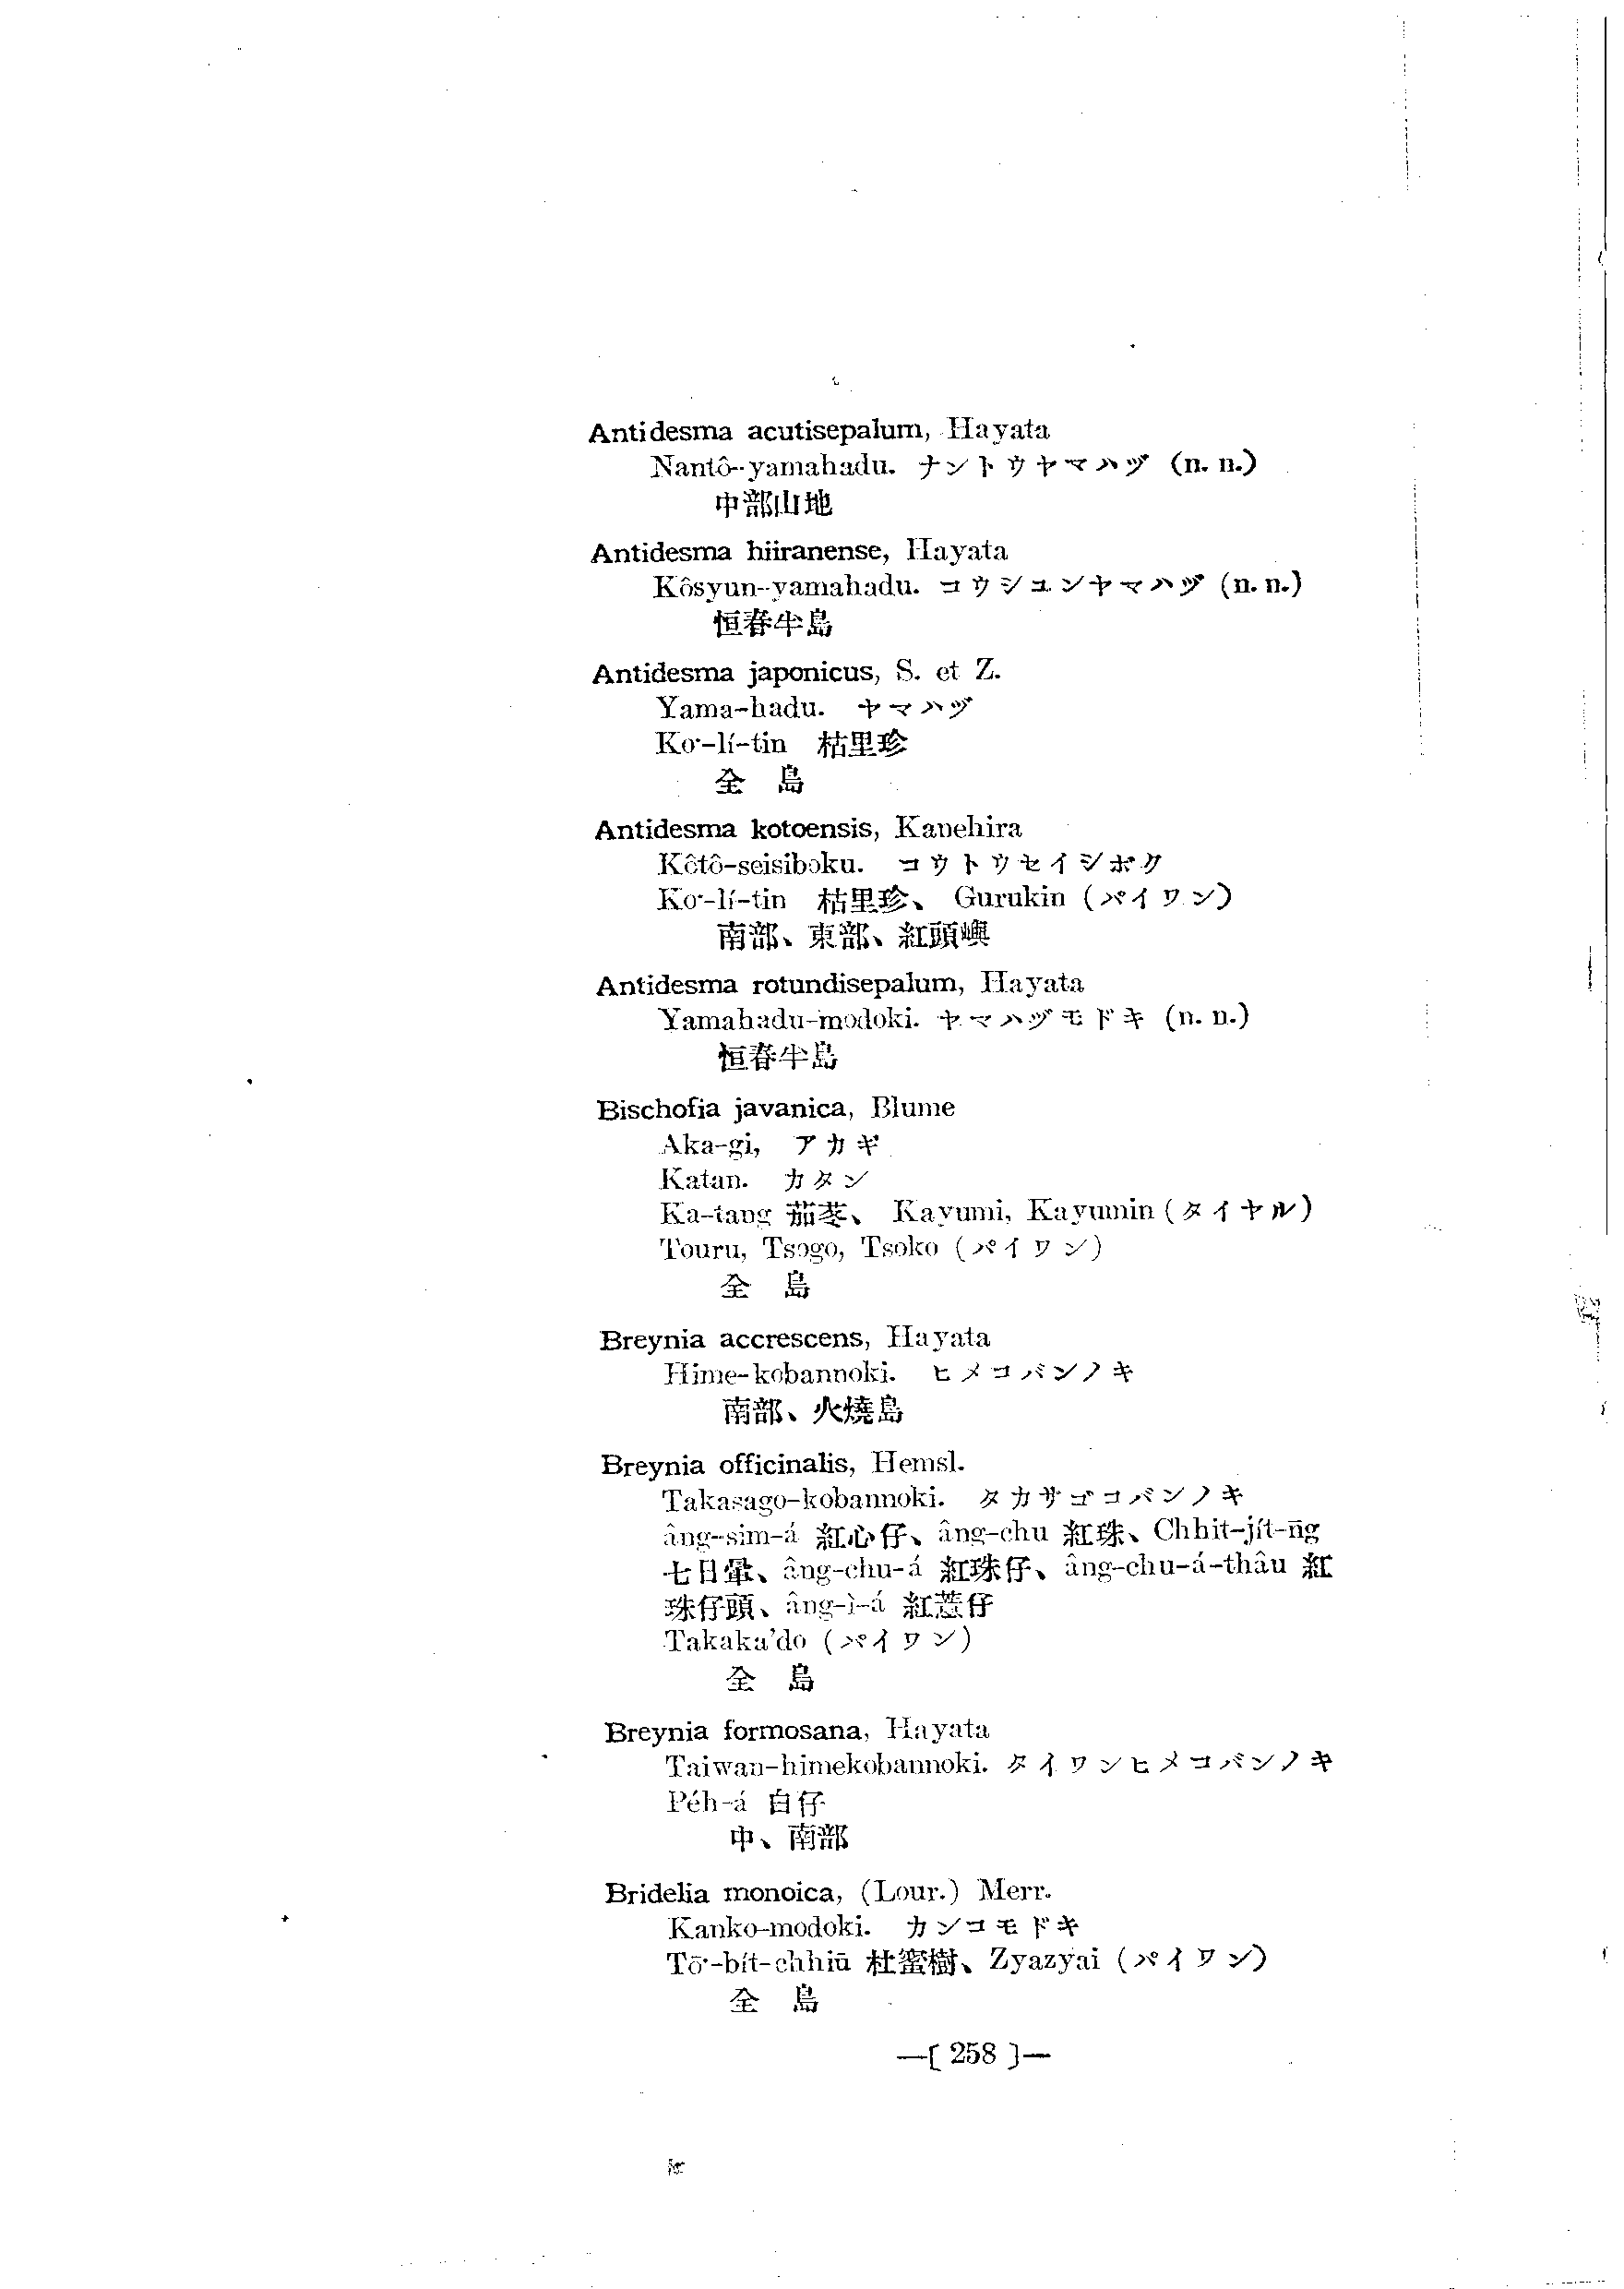 Antidesma acutisepalum, Hayata
Nantô-yamahadu. ナントウヤマハヅ (n. n.)
中部山地
Antidesma hiiranense, Hayata
Kôsyun-yamahadu. コウシユンヤマハヅ (n. n.)
恒春半島
Antidesma japonicus, S. et Z.
Yama-hadu. ヤマハヅ
Ko͘-lí-tin 枯里珍
全 島
Antidesma kotoensis, Kanehira
Kôtô-seisiboku. コウトウセイシボク
Ko͘-lí-tin 枯里珍、 Gurukin (パイワン)
南部、東部、紅頭嶼
Antidesma rotundisepalum, Hayata
Yamahadu-modoki. ヤマハヅモドキ (n. n.)
恒春半島
Bischofia javanica, Blume
Aka-gi, アカギ
Katan. カタン
Ka-tang 茄苳、 Kayumi, Kayumin (タイヤル)
Touru, Tsogo, Tsoko (パイワン)
全 島
Breynia accrescens, Hayata
Hime-kobannoki. ヒメコバンノキ
南部、火燒島
Breynia officinalis, Hemsl.
Takasago-kobannoki. タカサゴコバンノキ
âng-sim-á 紅心仔、âng-chu 紅珠、Chhit-jít-n̄g
七日暈、âng-chu-á 紅珠仔、âng-chu-á-thâu 紅
珠仔頭、âng-ì-á 紅薏仔
Takaka'do (パイワン)
全 島
Breynia formosana, Hayata
Taiwan-himekobannoki. タイワンヒメコバンノキ
Péh-á 白仔
中、南部
Bridelia monoica, (Lour.) Merr.
Kanko-modoki. カンコモドキ
Tō͘-bít-chhiū 杜蜜樹、Zyazyai (パイワン)
全 島
—[ 258 ]—